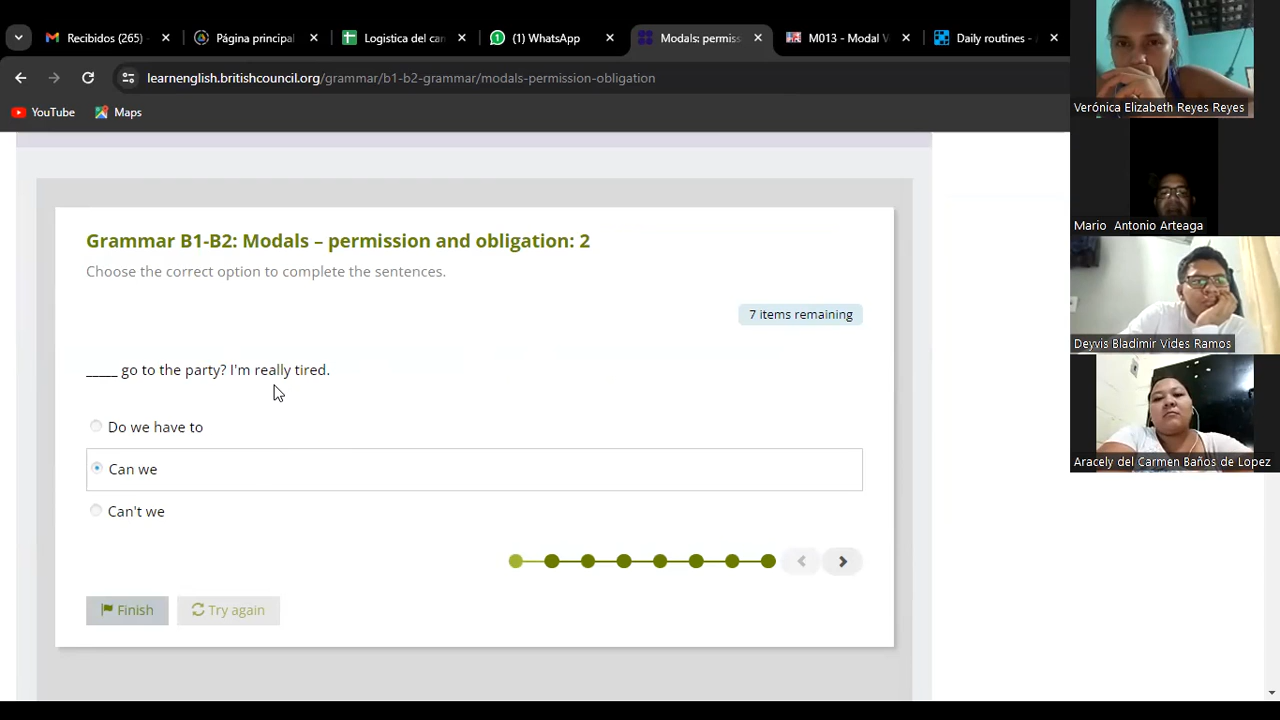 Recibidos (265)
Página principal
Logistica del car
(1) WhatsApp
Modals: permiss
M013 - Modal V
Daily routines - A
learnenglish.britishcouncil.org/grammar/b1-b2-grammar/modals-permission-obligation
YouTube
Maps
Grammar B1-B2: Modals – permission and obligation: 2
Choose the correct option to complete the sentences.
7 items remaining
_____ go to the party? I'm really tired.
Do we have to
Can we
Can't we
Finish
Try again
Verónica Elizabeth Reyes Reyes
Mario Antonio Arteaga
Deyvis Bladimir Vides Ramos
Aracely del Carmen Baños de Lopez